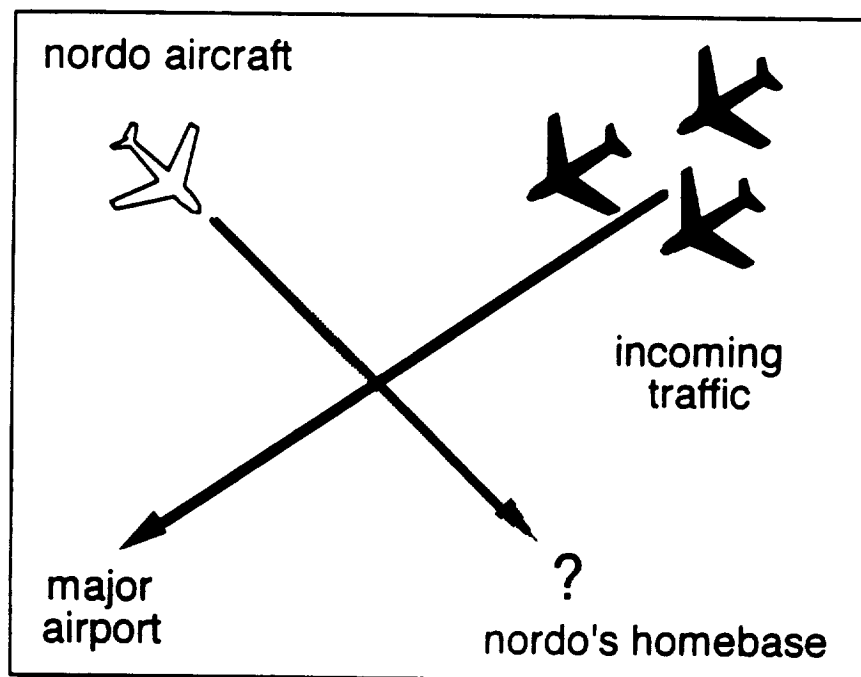 nordo aircraft
incoming
traffic
major
airport
?
nordo's homebase